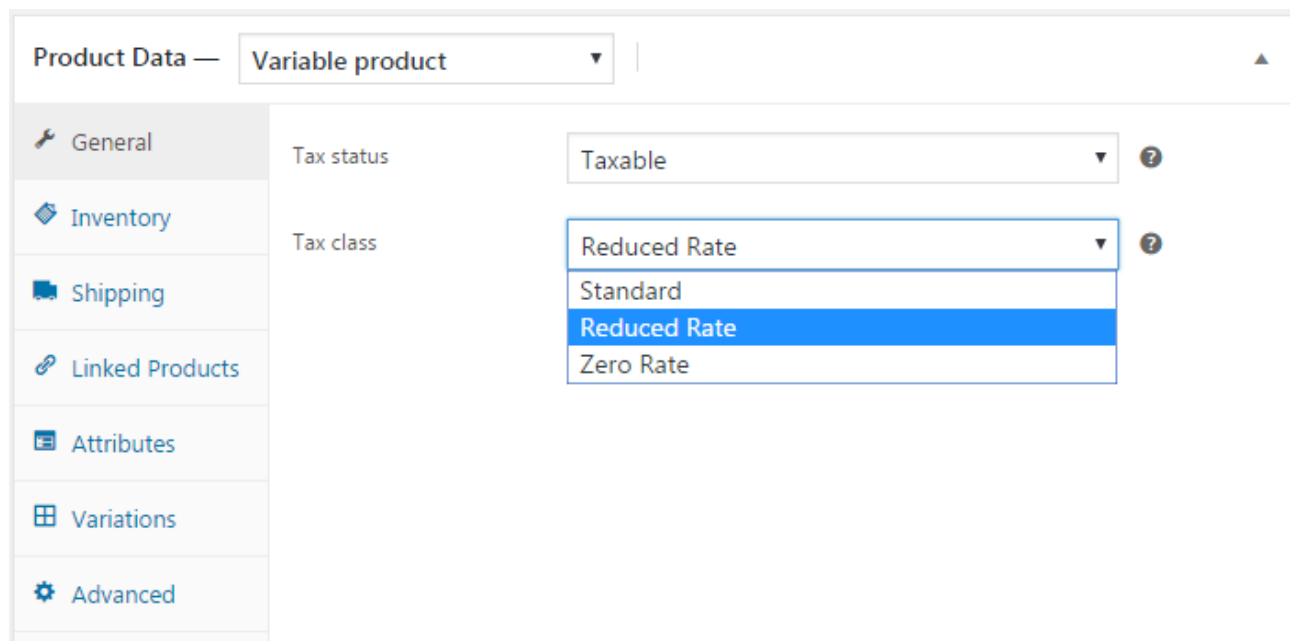 Product Data — Variable product
General
Tax status Taxable
Inventory
Tax class Reduced Rate
Standard
Reduced Rate
Zero Rate
Shipping
Linked Products
Attributes
Variations
Advanced